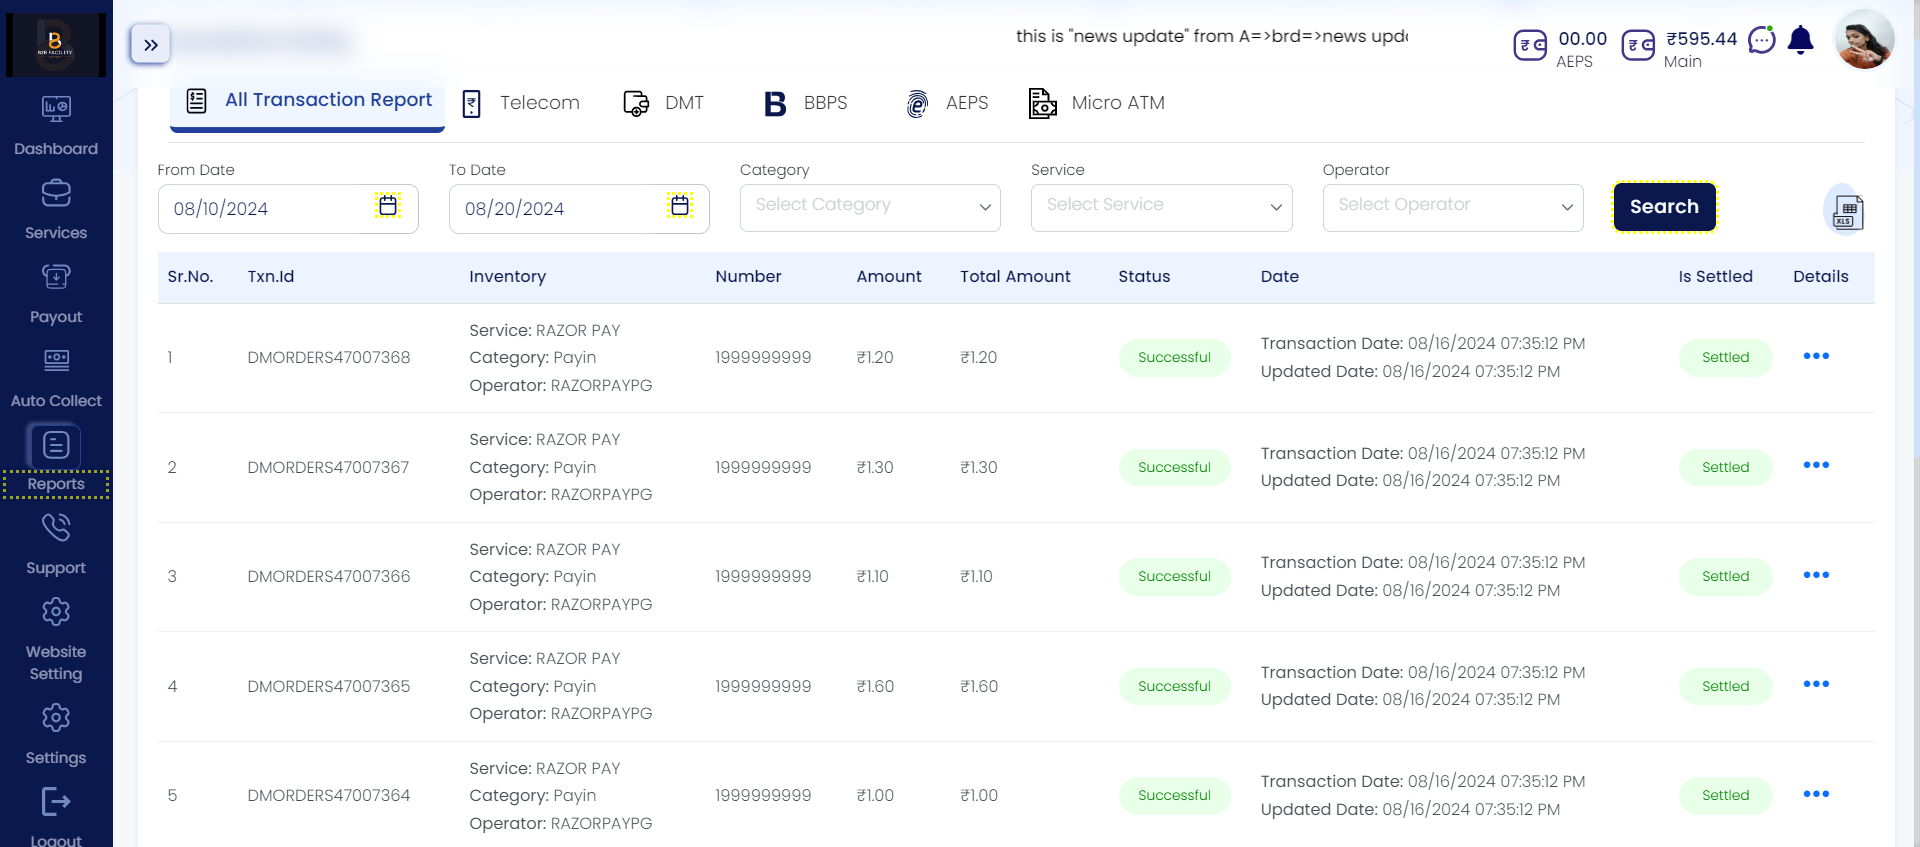 B2B FACILITY
this is "news update" from A=>brd=>news upd
00.00
AEPS
₹595.44
Main
All Transaction Report
Telecom
DMT
BBPS
AEPS
Micro ATM
Dashboard
Services
Payout
Auto Collect
Reports
Support
Website
Setting
Settings
Logout
From Date
To Date
Category
Service
Operator
08/10/2024
08/20/2024
Select Category
Select Service
Select Operator
Search
XLS
Sr.No. Txn.Id Inventory Number Amount Total Amount Status Date Is Settled Details
Service: RAZOR PAY
1 DMORDERS47007368 Category: Payin 1999999999 ₹1.20 ₹1.20 Successful Transaction Date: 08/16/2024 07:35:12 PM Settled
Operator: RAZORPAYPG Updated Date: 08/16/2024 07:35:12 PM
Service: RAZOR PAY
2 DMORDERS47007367 Category: Payin 1999999999 ₹1.30 ₹1.30 Successful Transaction Date: 08/16/2024 07:35:12 PM Settled
Operator: RAZORPAYPG Updated Date: 08/16/2024 07:35:12 PM
Service: RAZOR PAY
3 DMORDERS47007366 Category: Payin 1999999999 ₹1.10 ₹1.10 Successful Transaction Date: 08/16/2024 07:35:12 PM Settled
Operator: RAZORPAYPG Updated Date: 08/16/2024 07:35:12 PM
Service: RAZOR PAY
4 DMORDERS47007365 Category: Payin 1999999999 ₹1.60 ₹1.60 Successful Transaction Date: 08/16/2024 07:35:12 PM Settled
Operator: RAZORPAYPG Updated Date: 08/16/2024 07:35:12 PM
Service: RAZOR PAY
5 DMORDERS47007364 Category: Payin 1999999999 ₹1.00 ₹1.00 Successful Transaction Date: 08/16/2024 07:35:12 PM Settled
Operator: RAZORPAYPG Updated Date: 08/16/2024 07:35:12 PM